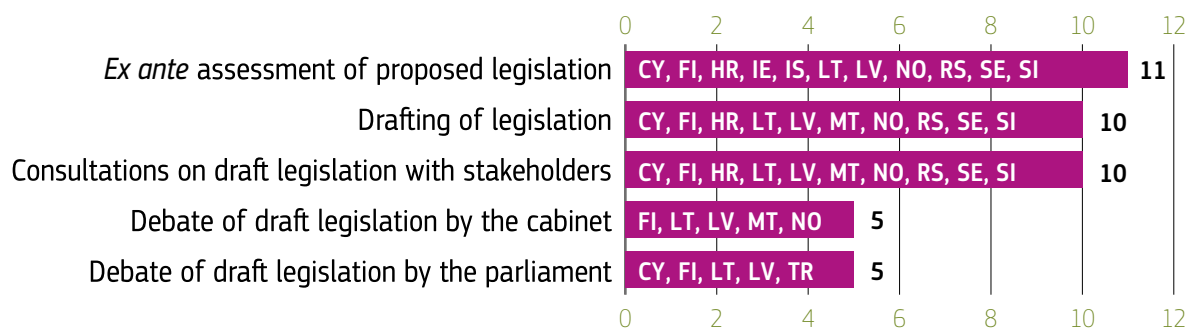 0 2 4 6 8 10 12
Ex ante assessment of proposed legislation CY, FI, HR, IE, IS, LT, LV, NO, RS, SE, SI 11
Drafting of legislation CY, FI, HR, LT, LV, MT, NO, RS, SE, SI 10
Consultations on draft legislation with stakeholders CY, FI, HR, LT, LV, MT, NO, RS, SE, SI 10
Debate of draft legislation by the cabinet FI, LT, LV, MT, NO 5
Debate of draft legislation by the parliament CY, FI, LT, LV, TR 5
0 2 4 6 8 10 12